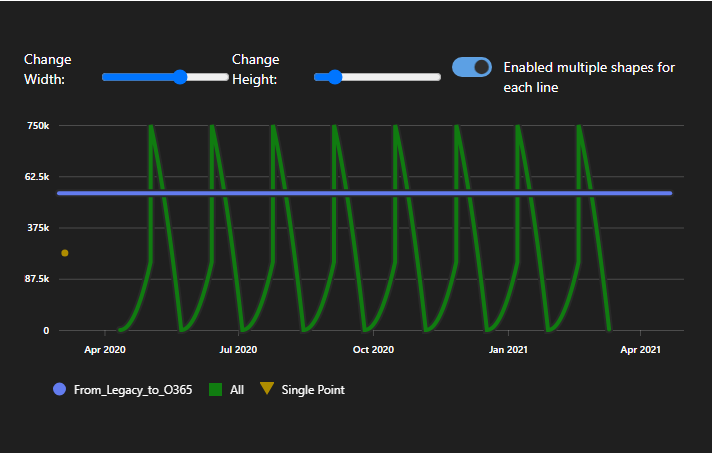 Change
Width:
Change
Height:
Enabled multiple shapes for
each line
750k
62.5k
375k
87.5k
0
Apr 2020
Jul 2020
Oct 2020
Jan 2021
Apr 2021
From_Legacy_to_O365
All
Single Point